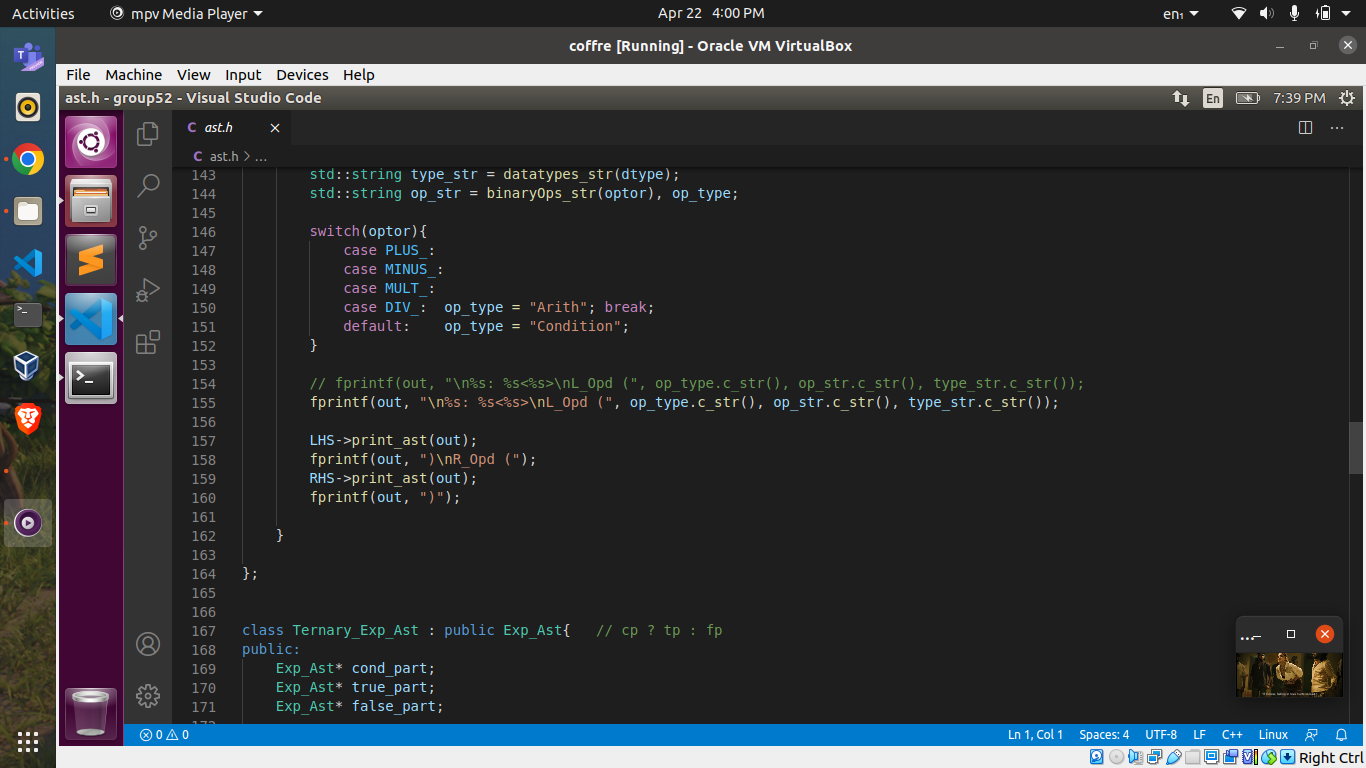 Activities
mpv Media Player
Apr 22 4:00 PM
en₁
coffre [Running] - Oracle VM VirtualBox
File Machine View Input Devices Help
ast.h - group52 - Visual Studio Code
En
7:39 PM
C ast.h
C ast.h > ...
143 std::string type_str = datatypes_str(dtype);
144 std::string op_str = binaryOps_str(optor), op_type;
145
146 switch(optor){
147 case PLUS_:
148 case MINUS_:
149 case MULT_:
150 case DIV_: op_type = "Arith"; break;
151 default: op_type = "Condition";
152 }
153
154 // fprintf(out, "\n%s: %s<%s>\nL_Opd (", op_type.c_str(), op_str.c_str(), type_str.c_str());
155 fprintf(out, "\n%s: %s<%s>\nL_Opd (", op_type.c_str(), op_str.c_str(), type_str.c_str());
156
157 LHS->print_ast(out);
158 fprintf(out, ")\nR_Opd (");
159 RHS->print_ast(out);
160 fprintf(out, ")");
161
162 }
163
164 };
165
166
167 class Ternary_Exp_Ast : public Exp_Ast{ // cp ? tp : fp
168 public:
169 Exp_Ast* cond_part;
170 Exp_Ast* true_part;
171 Exp_Ast* false_part;
0 0
Ln 1, Col 1
Spaces: 4
UTF-8
LF
C++
Linux
Right Ctrl